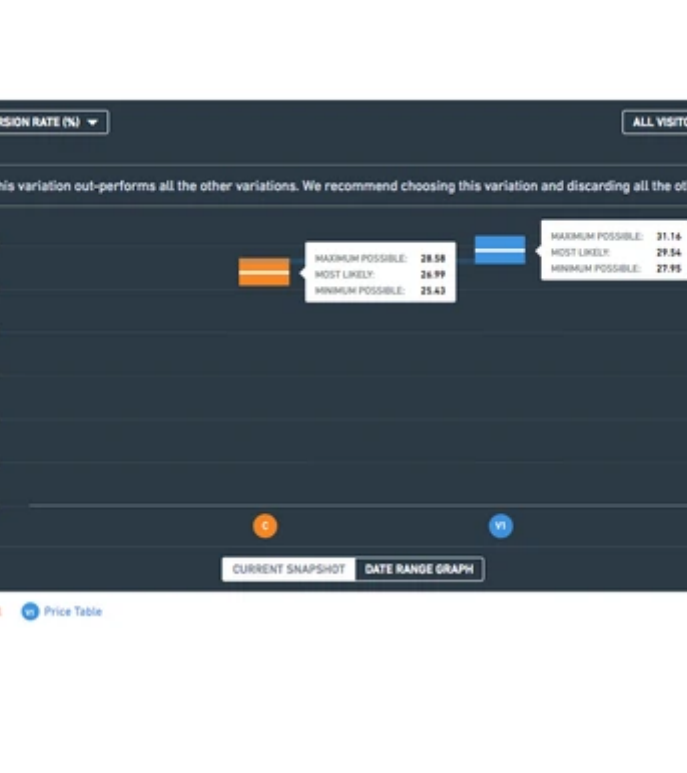 RSION RATE (%)
ALL VISITO
his variation out-performs all the other variations. We recommend choosing this variation and discarding all the ot
MAXIMUM POSSIBLE: 28.58
MOST LIKELY: 26.99
MINIMUM POSSIBLE: 25.43
MAXIMUM POSSIBLE: 31.16
MOST LIKELY: 29.54
MINIMUM POSSIBLE: 27.95
C
V1
CURRENT SNAPSHOT
DATE RANGE GRAPH
V1 Price Table